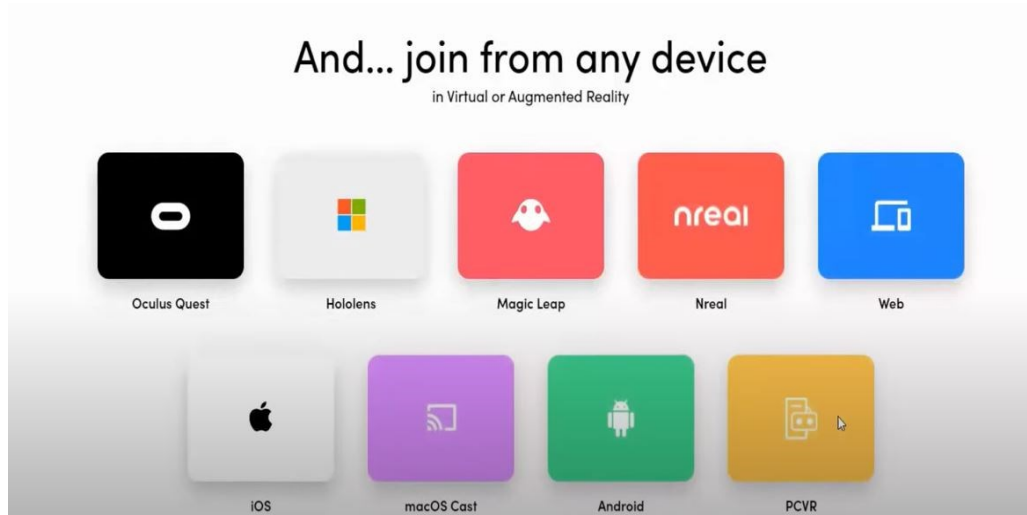 And... join from any device
in Virtual or Augmented Reality
nreal
Oculus Quest
Hololens
Magic Leap
Nreal
Web
iOS
macOS Cast
Android
PCVR